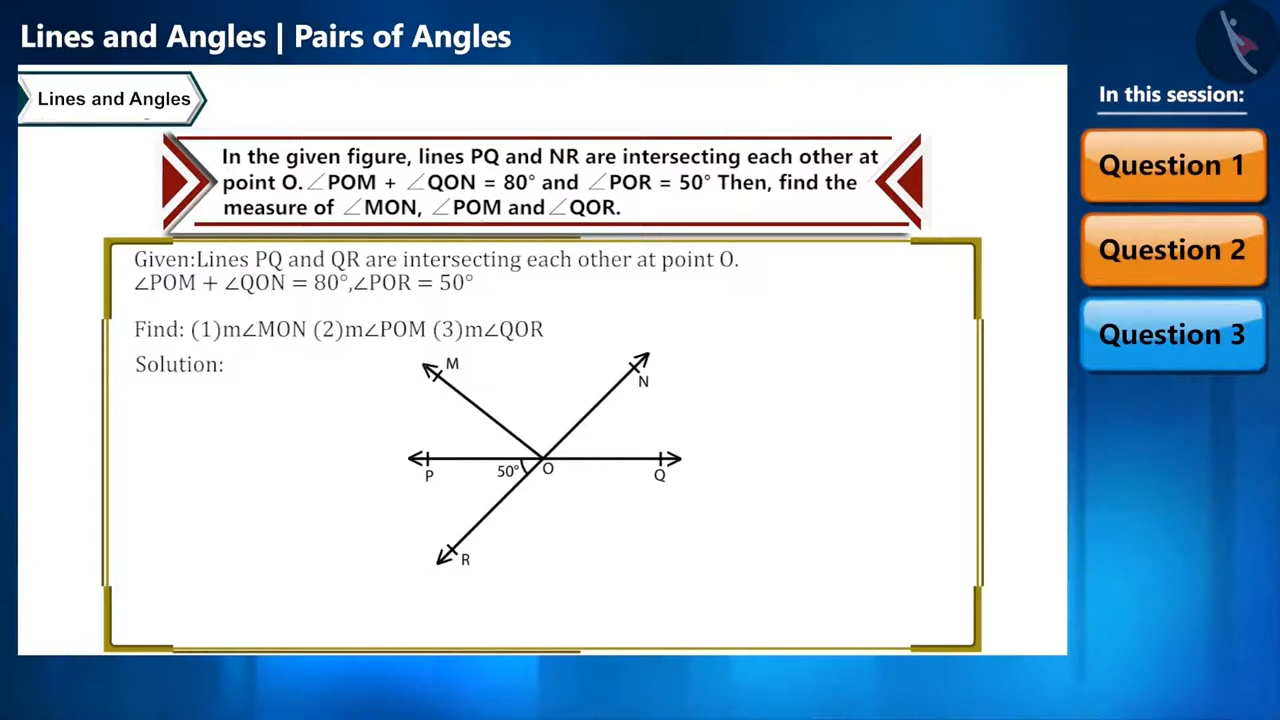 Lines and Angles | Pairs of Angles
Lines and Angles
In this session:
Question 1
Question 2
Question 3
In the given figure, lines PQ and NR are intersecting each other at
point O.∠POM + ∠QON = 80° and ∠POR = 50° Then, find the
measure of ∠MON, ∠POM and∠QOR.
Given:Lines PQ and QR are intersecting each other at point O.
∠POM + ∠QON = 80°,∠POR = 50°
Find: (1)m∠MON (2)m∠POM (3)m∠QOR
Solution:
M
N
50°
O
P
Q
R